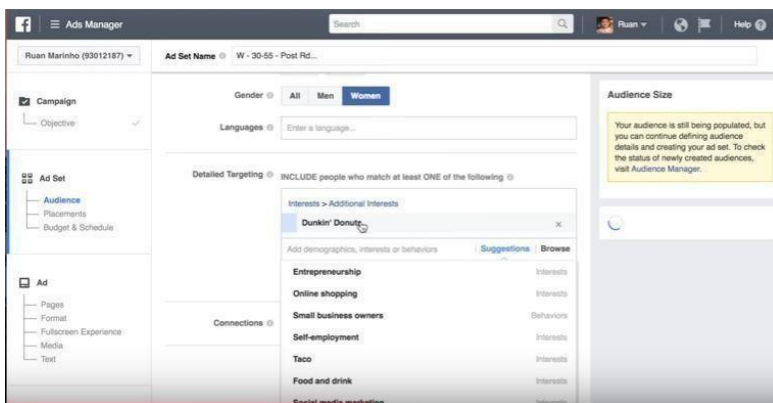 f Ads Manager Search Ruan Help
Ruan Marinho (93012187) Ad Set Name W - 30-55 - Post Rd...
Campaign
Objective
Ad Set
Audience
Placements
Budget & Schedule
Ad
Pages
Format
Fullscreen Experience
Media
Text
Gender All Men Women
Languages Enter a language...
Detailed Targeting INCLUDE people who match at least ONE of the following
Interests > Additional Interests
Dunkin' Donuts
Add demographics, interests or behaviors Suggestions Browse
Entrepreneurship Interests
Online shopping Interests
Small business owners Behaviors
Self-employment Interests
Taco Interests
Food and drink Interests
Social media marketing Interests
Connections
Audience Size
Your audience is still being populated, but
you can continue defining audience
details and creating your ad set. To check
the status of newly created audiences,
visit Audience Manager.